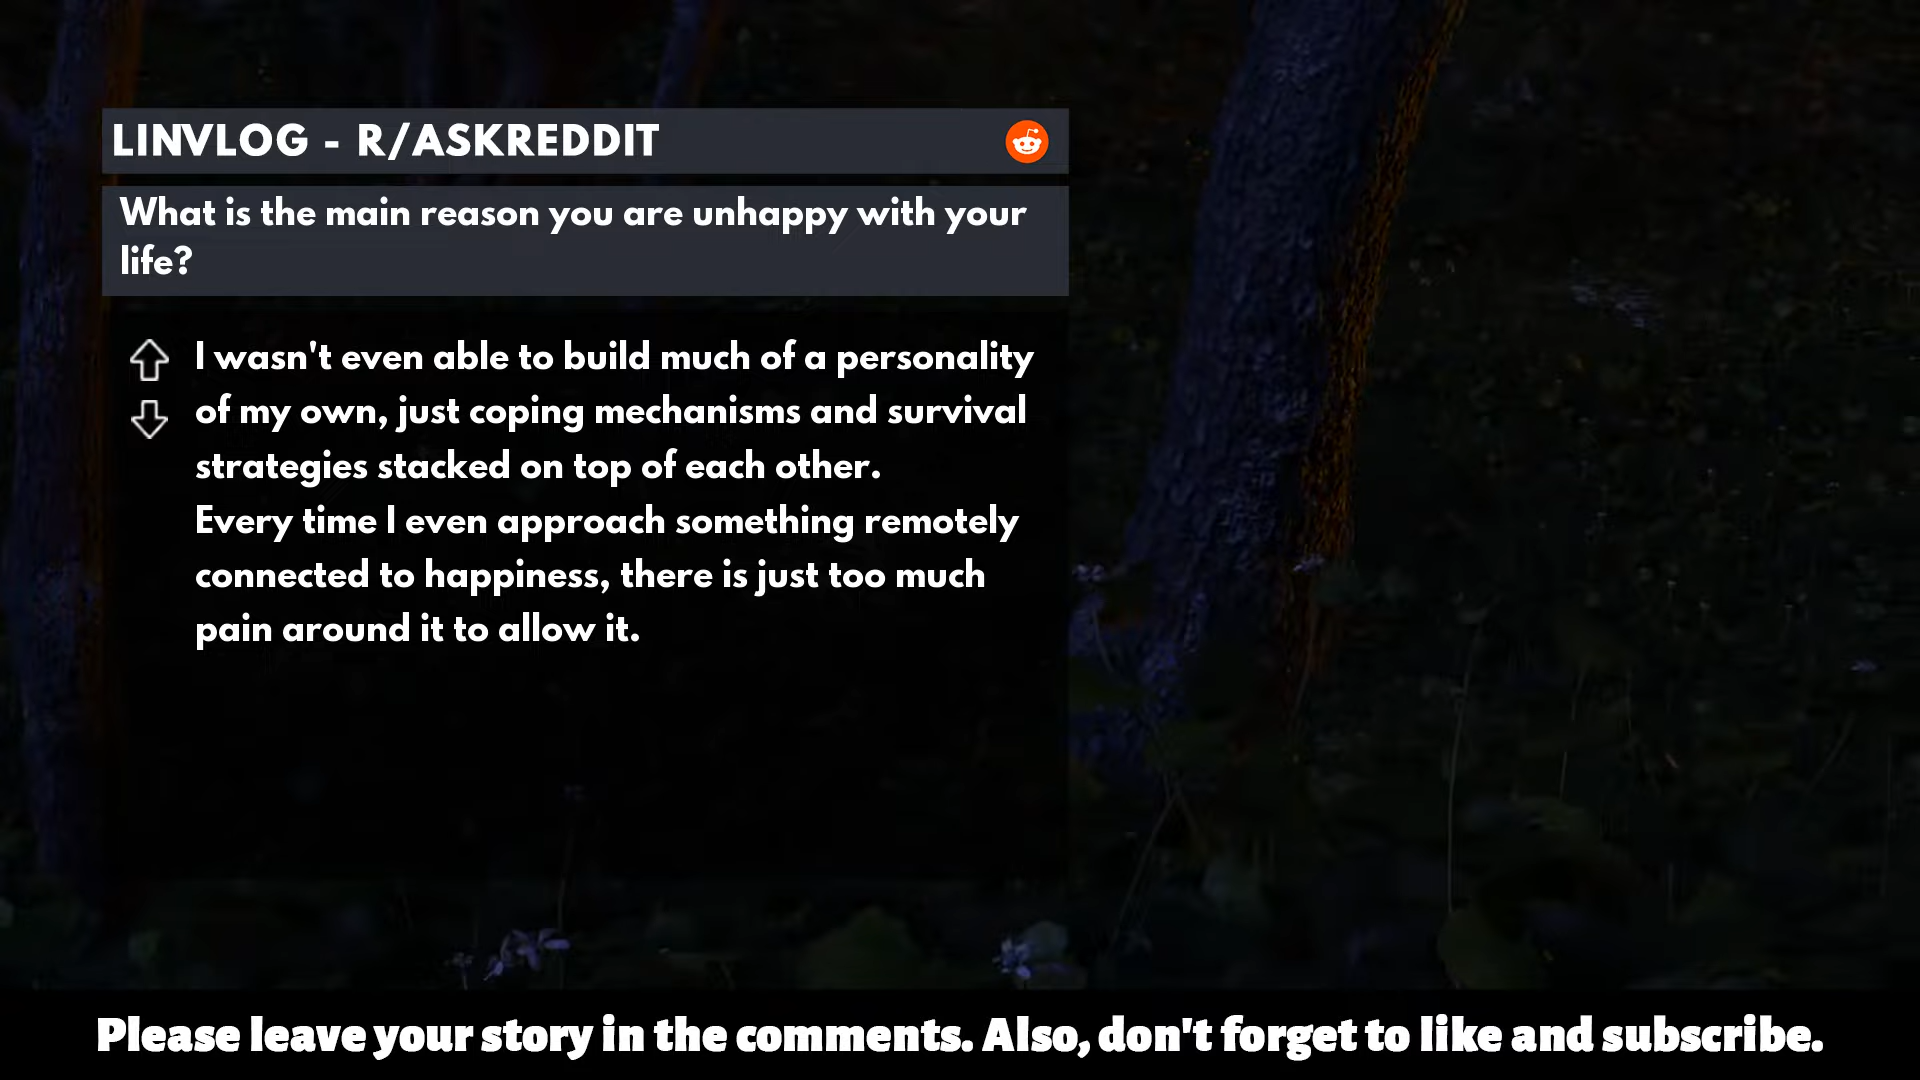 LINVLOG - R/ASKREDDIT
What is the main reason you are unhappy with your
life?
I wasn't even able to build much of a personality
of my own, just coping mechanisms and survival
strategies stacked on top of each other.
Every time I even approach something remotely
connected to happiness, there is just too much
pain around it to allow it.
Please leave your story in the comments. Also, don't forget to like and subscribe.